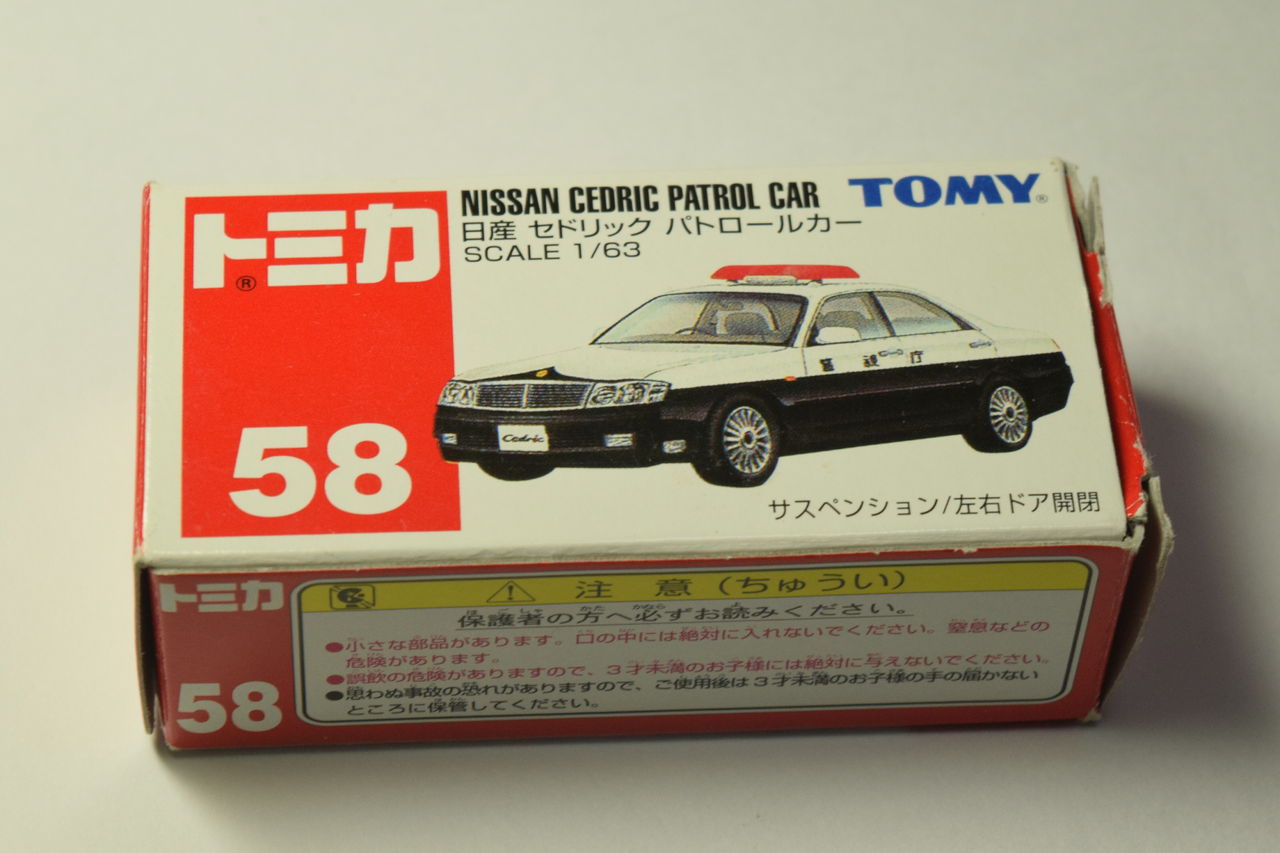 トミカ®
58
NISSAN CEDRIC PATROL CAR
日産 セドリック パトロールカー
SCALE 1/63
TOMY®
警視庁
Cedric
サスペンション/左右ドア開閉
トミカ
58
⚠ 注 意 (ちゅうい)
保護者の方へ必ずお読みください。
●小さな部品があります。口の中には絶対に入れないでください。窒息などの
危険があります。
●誤飲の危険がありますので、3才未満のお子様には絶対に与えないでください。
●思わぬ事故の恐れがありますので、ご使用後は3才未満のお子様の手の届かない
ところに保管してください。